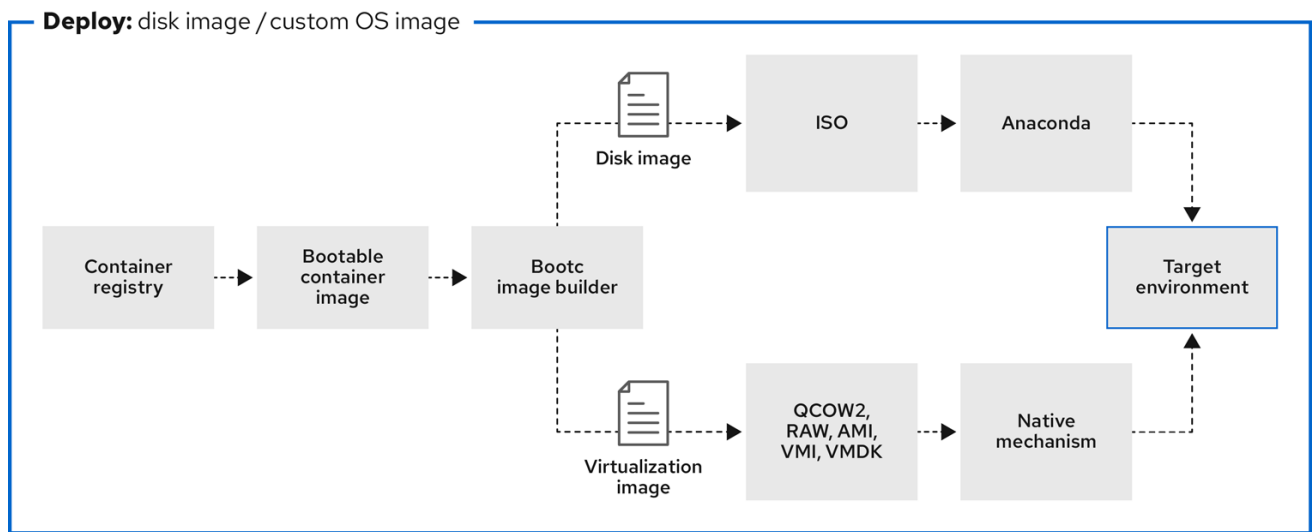 Deploy: disk image / custom OS image
Disk image
ISO
Anaconda
Container
registry
Bootable
container
image
Bootc
image builder
Target
environment
Virtualization
image
QCOW2,
RAW, AMI,
VMI, VMDK
Native
mechanism